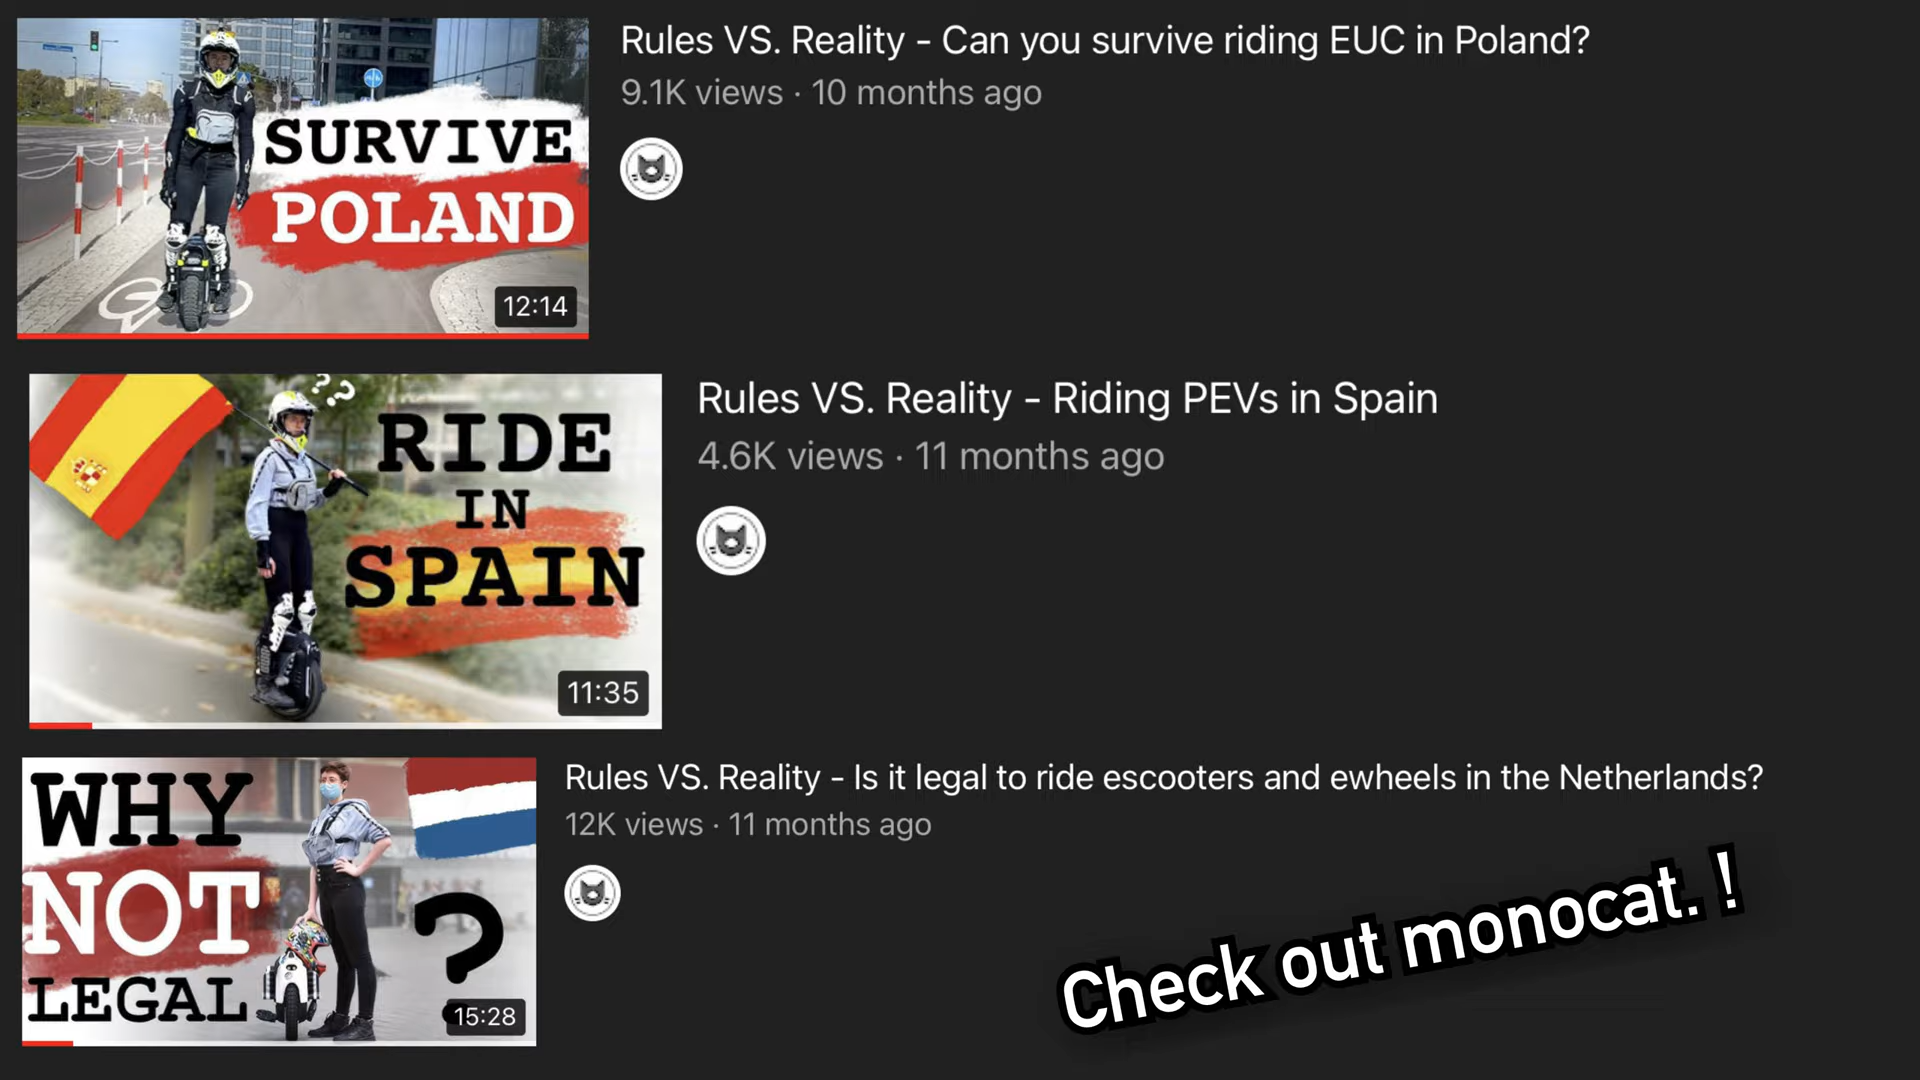 Rules VS. Reality - Can you survive riding EUC in Poland?
9.1K views · 10 months ago
SURVIVE
POLAND
12:14
Rules VS. Reality - Riding PEVs in Spain
4.6K views · 11 months ago
??
RIDE
IN
SPAIN
11:35
Rules VS. Reality - Is it legal to ride escooters and ewheels in the Netherlands?
12K views · 11 months ago
WHY
NOT
LEGAL
?
15:28
Check out monocat. !